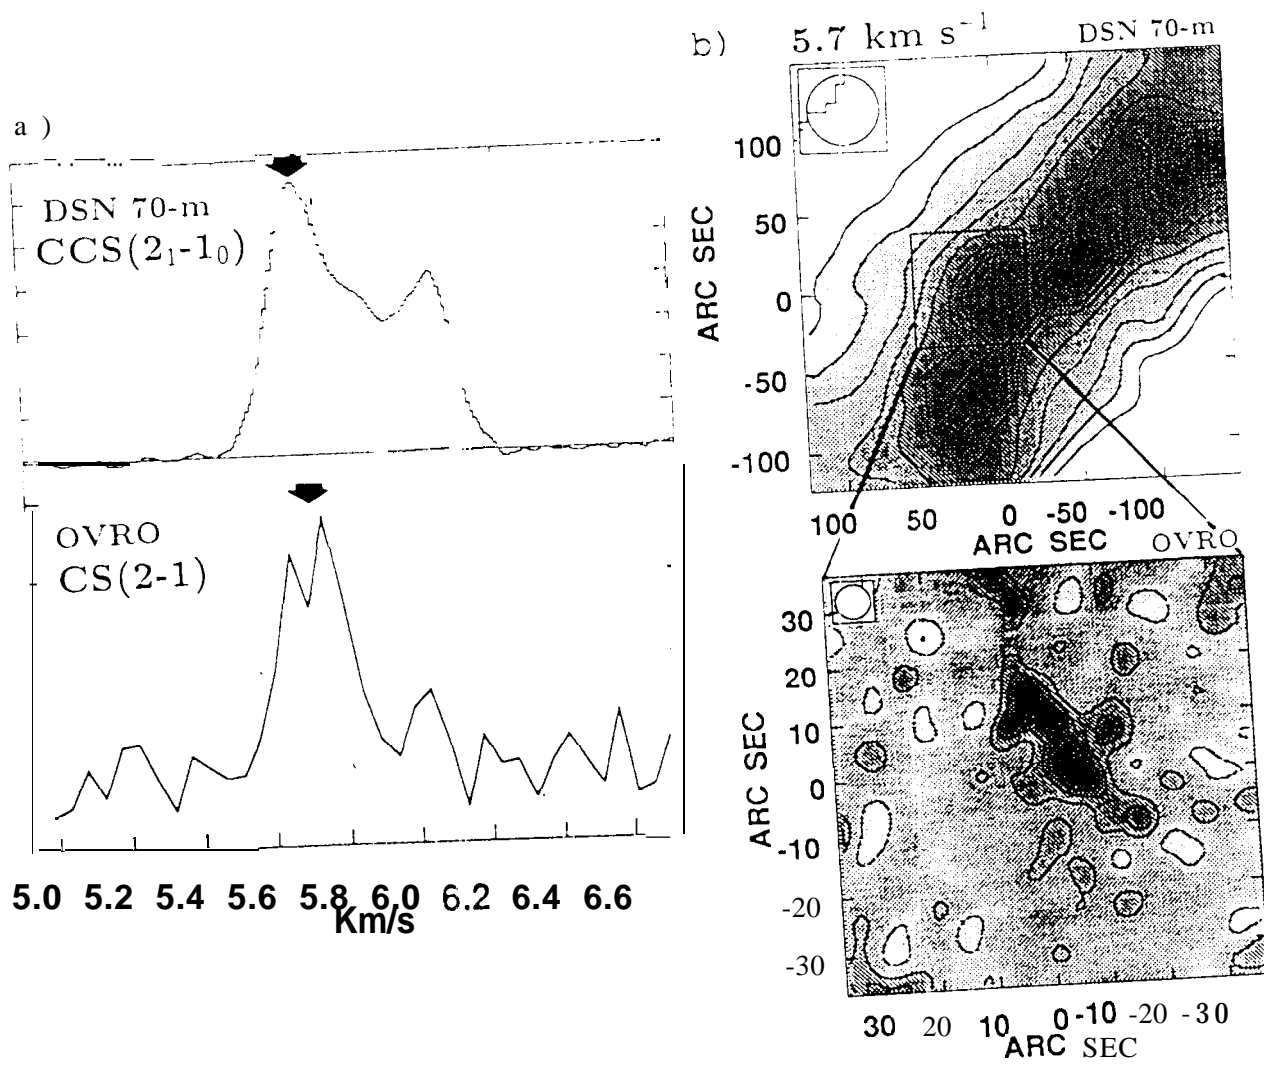 a )
DSN 70-m
CCS(2₁-1₀)
OVRO
CS(2-1)
5.0 5.2 5.4 5.6 5.8 6.0 6.2 6.4 6.6
Km/s
b)
5.7 km s⁻¹
DSN 70-m
100
50
0
-50
-100
ARC SEC
100 50 0 -50 -100
ARC SEC
OVRO
30
20
10
0
-10
-20
-30
ARC SEC
30 20 10 0 -10 -20 -30
ARC SEC